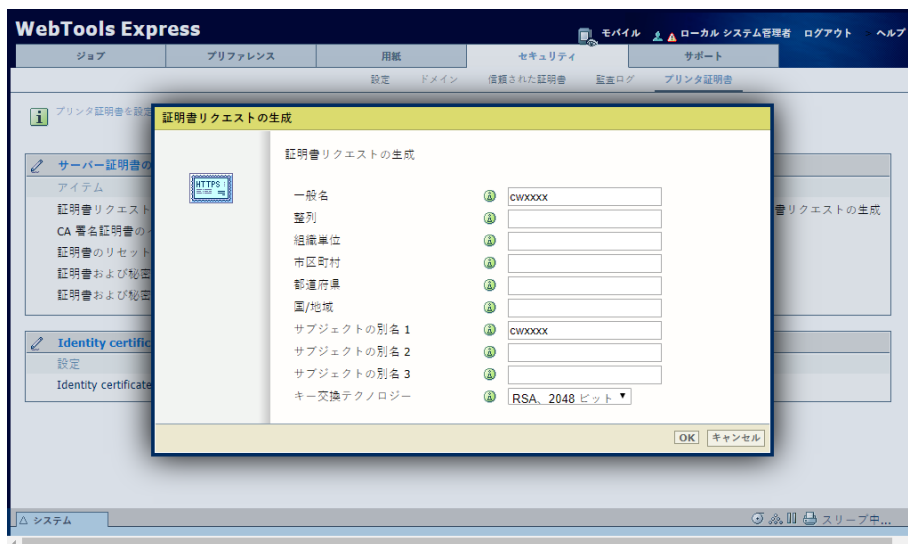 WebTools Express
モバイル ローカル システム管理者 ログアウト ヘルプ
ジョブ プリファレンス 用紙 セキュリティ サポート
設定 ドメイン 信頼された証明書 監査ログ プリンタ証明書
プリンタ証明書を設定
証明書リクエストの生成
サーバー証明書の
アイテム
証明書リクエスト
書リクエストの生成
CA 署名証明書の
証明書のリセット
証明書および秘密
証明書および秘密
Identity certific
設定
Identity certificate
HTTPS:
証明書リクエストの生成
一般名 cwxxxx
整列
組織単位
市区町村
都道府県
国/地域
サブジェクトの別名 1 cwxxxx
サブジェクトの別名 2
サブジェクトの別名 3
キー交換テクノロジー RSA、2048 ビット
OK キャンセル
システム
スリープ中...